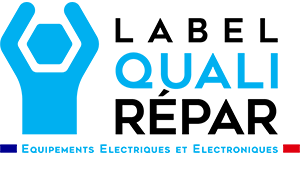 LABEL
QUALI
RÉPAR
EQUIPEMENTS ELECTRIQUES ET ELECTRONIQUES